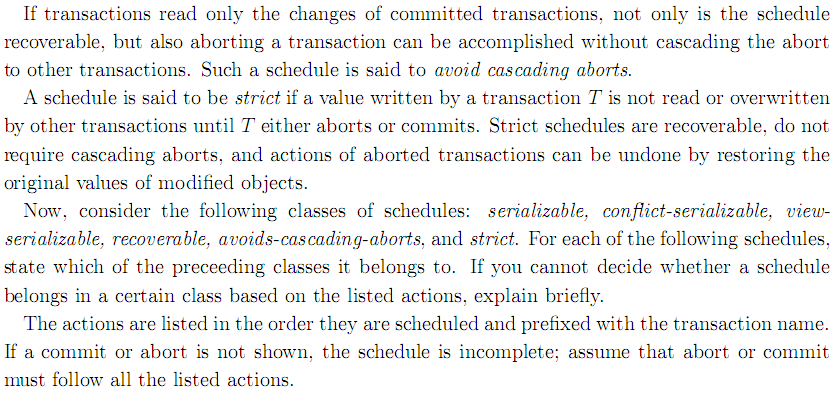 If transactions read only the changes of committed transactions, not only is the schedule
recoverable, but also aborting a transaction can be accomplished without cascading the abort
to other transactions. Such a schedule is said to avoid cascading aborts.
A schedule is said to be strict if a value written by a transaction T is not read or overwritten
by other transactions until T either aborts or commits. Strict schedules are recoverable, do not
require cascading aborts, and actions of aborted transactions can be undone by restoring the
original values of modified objects.
Now, consider the following classes of schedules: serializable, conflict-serializable, view-
serializable, recoverable, avoids-cascading-aborts, and strict. For each of the following schedules,
state which of the preceeding classes it belongs to. If you cannot decide whether a schedule
belongs in a certain class based on the listed actions, explain briefly.
The actions are listed in the order they are scheduled and prefixed with the transaction name.
If a commit or abort is not shown, the schedule is incomplete; assume that abort or commit
must follow all the listed actions.